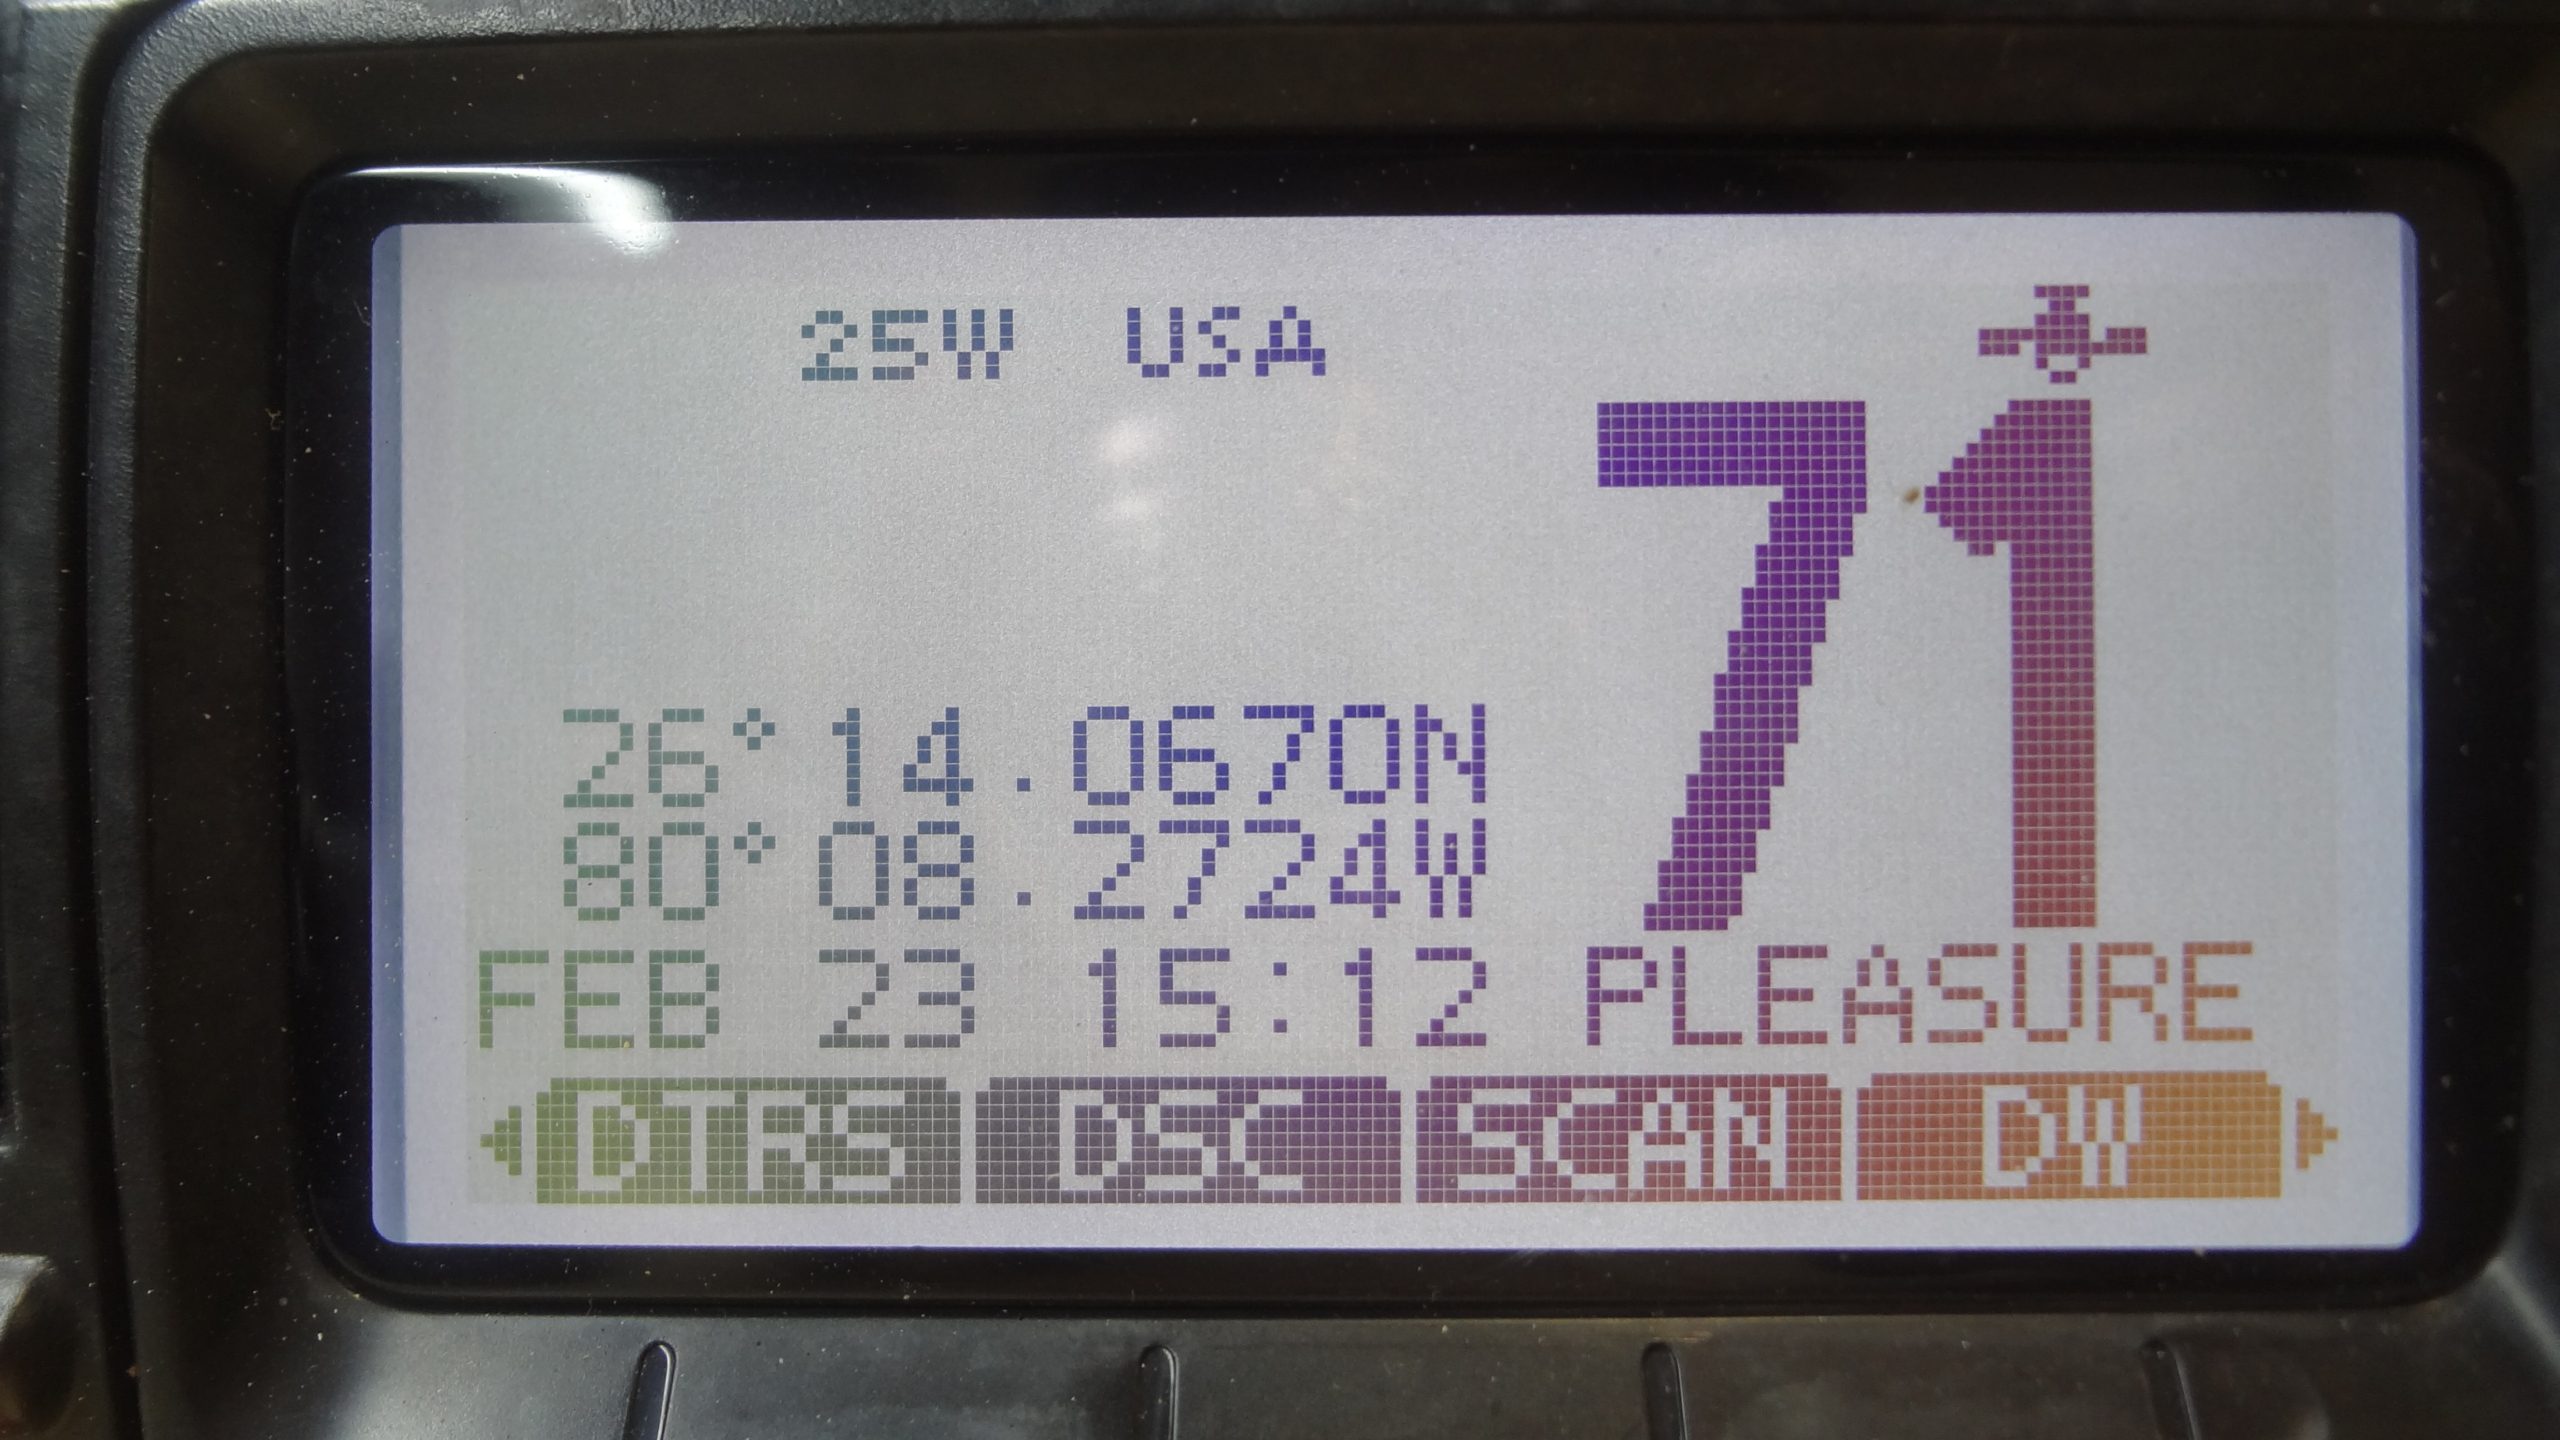 25W USA
71
26°14.0670N
80°08.2724W
FEB 23 15:12 PLEASURE
DTRS DSC SCAN DW